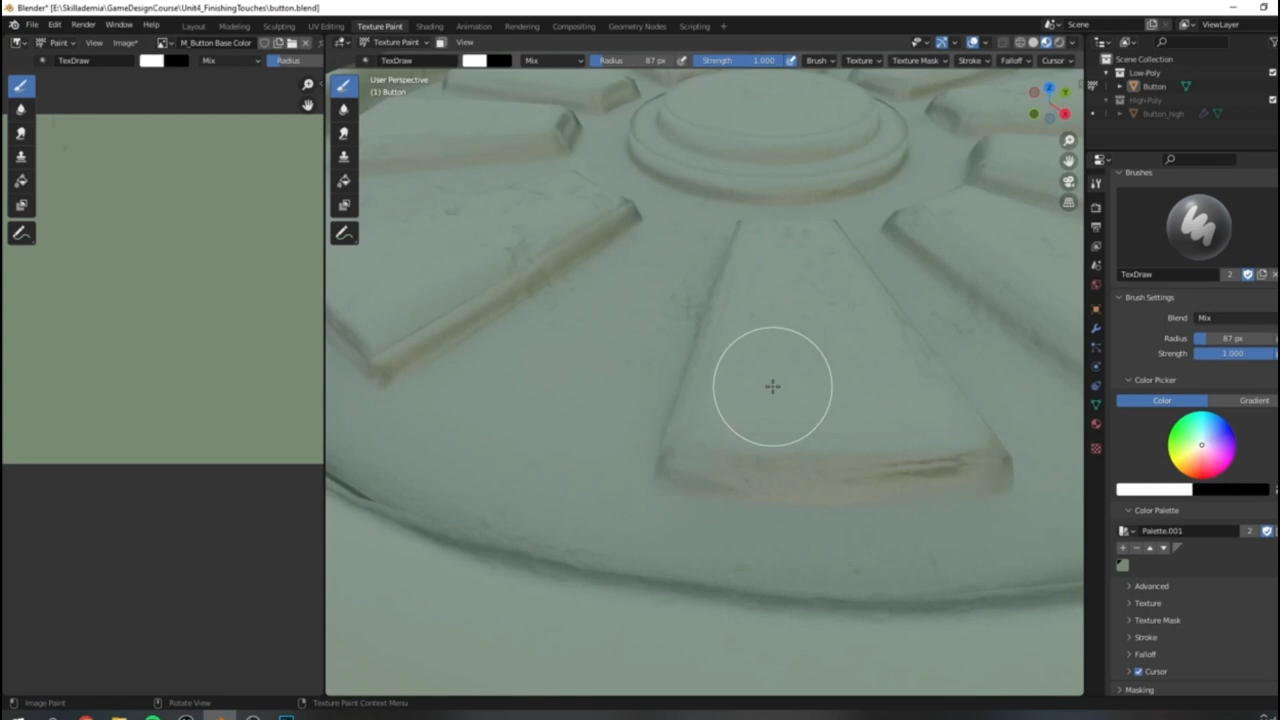 Blender* [E:\Skillademia\GameDesignCourse\Unit4_FinishingTouches\button.blend]
File Edit Render Window Help Layout Modeling Sculpting UV Editing Texture Paint Shading Animation Rendering Compositing Geometry Nodes Scripting + Scene ViewLayer
Paint View Image* M_Button Base Color Texture Paint View
TexDraw Mix Radius TexDraw Mix Radius 87 px Strength 1.000 Brush Texture Texture Mask Stroke Falloff Cursor
User Perspective
(1) Button
Z
Y
X
Scene Collection
Low-Poly
Button
High-Poly
Button_high
Brushes
TexDraw 2
Brush Settings
Blend Mix
Radius 87 px
Strength 1.000
Color Picker
Color Gradient
Color Palette
Palette.001 2
Advanced
Texture
Texture Mask
Stroke
Falloff
Cursor
Masking
Image Paint Rotate View Texture Paint Context Menu